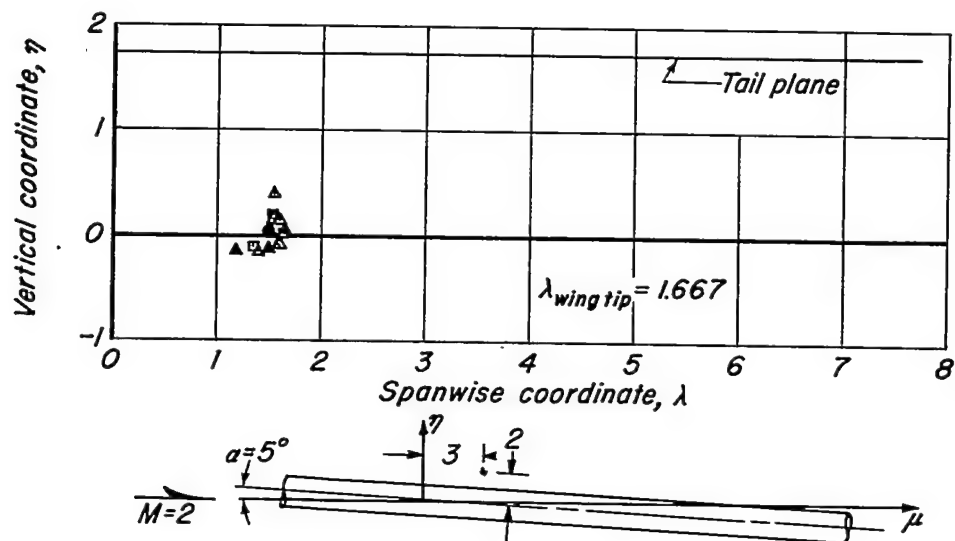 2
Vertical coordinate, η
1
0
-1
Tail plane
λwing tip = 1.667
0 1 2 3 4 5 6 7 8
Spanwise coordinate, λ
η
α=5°
3
2
M=2
μ